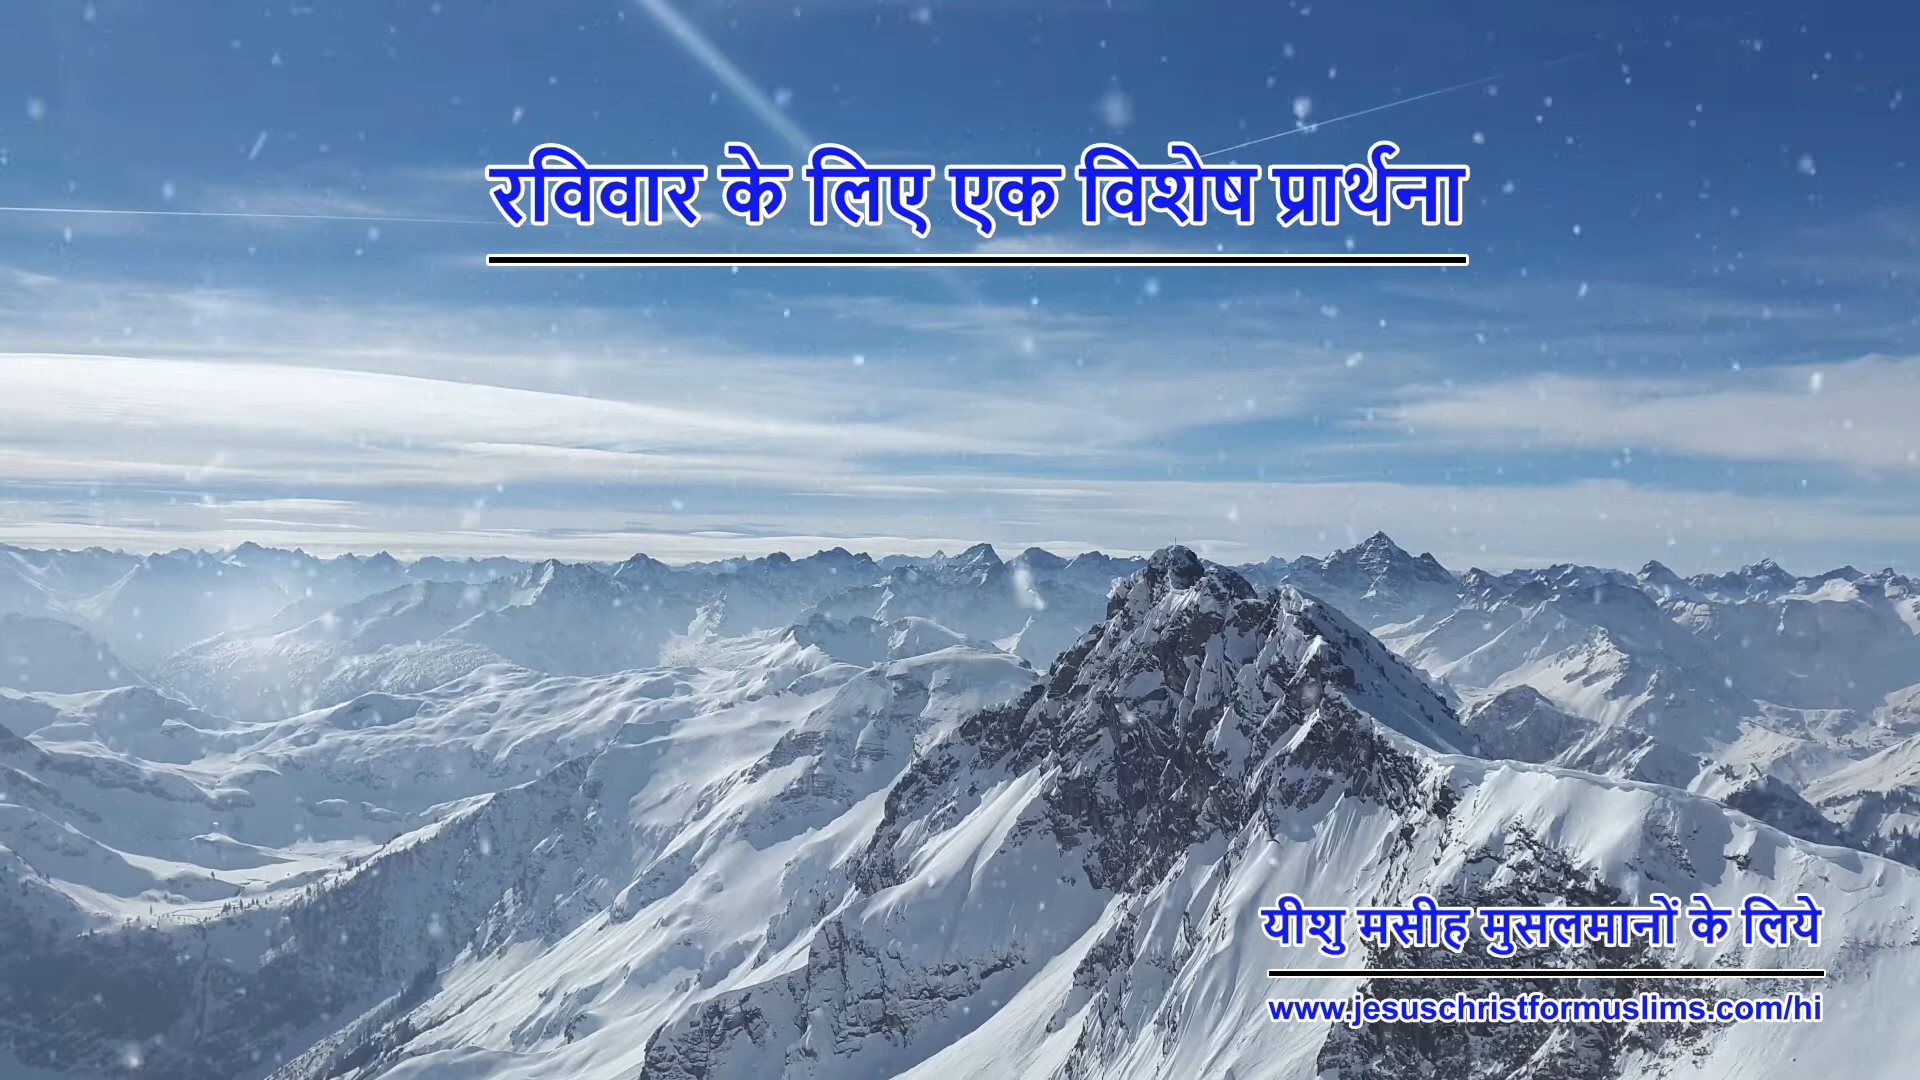 रविवार के लिए एक विशेष प्रार्थना
यीशु मसीह मुसलमानों के लिये
www.jesuschristformuslims.com/hi